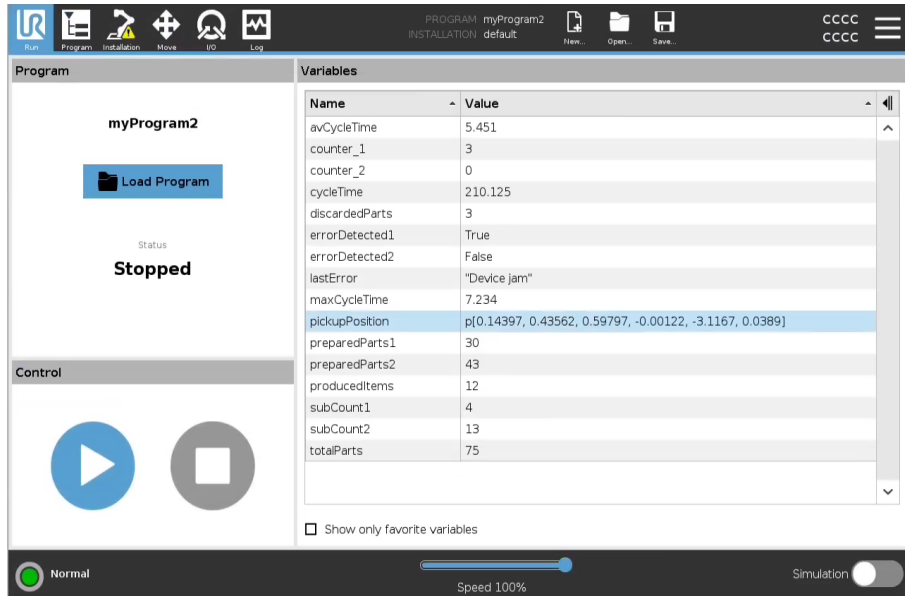 UR
Run
Program
Installation
Move
I/O
Log
PROGRAM myProgram2
INSTALLATION default
New...
Open...
Save...
CCCC
CCCC
Program
myProgram2
Load Program
Status
Stopped
Control
Variables
Name Value
avCycleTime 5.451
counter_1 3
counter_2 0
cycleTime 210.125
discardedParts 3
errorDetected1 True
errorDetected2 False
lastError "Device jam"
maxCycleTime 7.234
pickupPosition p[0.14397, 0.43562, 0.59797, -0.00122, -3.1167, 0.0389]
preparedParts1 30
preparedParts2 43
producedItems 12
subCount1 4
subCount2 13
totalParts 75
Show only favorite variables
Normal
Speed 100%
Simulation